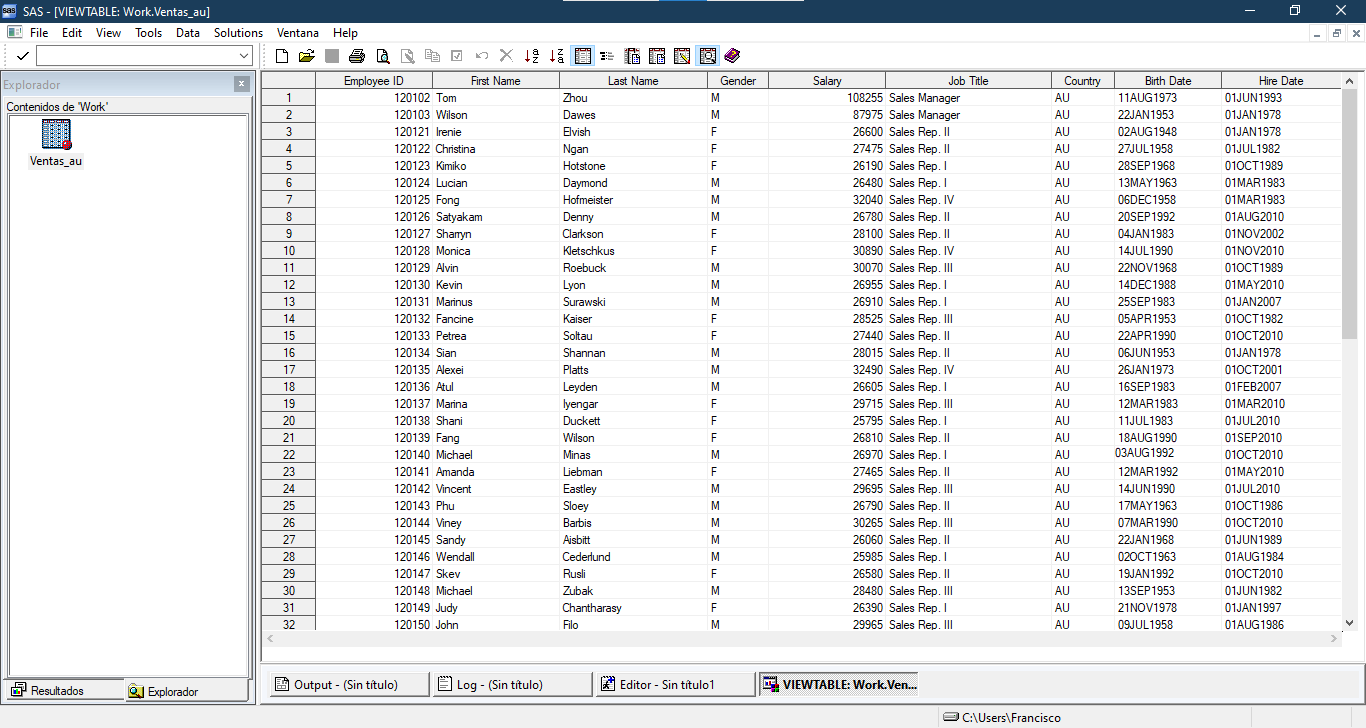 SAS - [VIEWTABLE: Work.Ventas_au]
File Edit View Tools Data Solutions Ventana Help
Explorador
Contenidos de 'Work'
Ventas_au
Employee ID First Name Last Name Gender Salary Job Title Country Birth Date Hire Date
1 120102 Tom Zhou M 108255 Sales Manager AU 11AUG1973 01JUN1993
2 120103 Wilson Dawes M 87975 Sales Manager AU 22JAN1953 01JAN1978
3 120121 Irenie Elvish F 26600 Sales Rep. II AU 02AUG1948 01JAN1978
4 120122 Christina Ngan F 27475 Sales Rep. II AU 27JUL1958 01JUL1982
5 120123 Kimiko Hotstone F 26190 Sales Rep. I AU 28SEP1968 01OCT1989
6 120124 Lucian Daymond M 26480 Sales Rep. I AU 13MAY1963 01MAR1983
7 120125 Fong Hofmeister M 32040 Sales Rep. IV AU 06DEC1958 01MAR1983
8 120126 Satyakam Denny M 26780 Sales Rep. II AU 20SEP1992 01AUG2010
9 120127 Sharryn Clarkson F 28100 Sales Rep. II AU 04JAN1983 01NOV2002
10 120128 Monica Kletschkus F 30890 Sales Rep. IV AU 14JUL1990 01NOV2010
11 120129 Alvin Roebuck M 30070 Sales Rep. III AU 22NOV1968 01OCT1989
12 120130 Kevin Lyon M 26955 Sales Rep. I AU 14DEC1988 01MAY2010
13 120131 Marinus Surawski M 26910 Sales Rep. I AU 25SEP1983 01JAN2007
14 120132 Fancine Kaiser F 28525 Sales Rep. III AU 05APR1953 01OCT1982
15 120133 Petrea Soltau F 27440 Sales Rep. II AU 22APR1990 01OCT2010
16 120134 Sian Shannan M 28015 Sales Rep. II AU 06JUN1953 01JAN1978
17 120135 Alexei Platts M 32490 Sales Rep. IV AU 26JAN1973 01OCT2001
18 120136 Atul Leyden M 26605 Sales Rep. I AU 16SEP1983 01FEB2007
19 120137 Marina Iyengar F 29715 Sales Rep. III AU 12MAR1983 01MAR2010
20 120138 Shani Duckett F 25795 Sales Rep. I AU 11JUL1983 01JUL2010
21 120139 Fang Wilson F 26810 Sales Rep. II AU 18AUG1990 01SEP2010
22 120140 Michael Minas M 26970 Sales Rep. I AU 03AUG1992 01OCT2010
23 120141 Amanda Liebman F 27465 Sales Rep. II AU 12MAR1992 01MAY2010
24 120142 Vincent Eastley M 29695 Sales Rep. III AU 14JUN1990 01JUL2010
25 120143 Phu Sloey M 26790 Sales Rep. II AU 17MAY1963 01OCT1986
26 120144 Viney Barbis M 30265 Sales Rep. III AU 07MAR1990 01OCT2010
27 120145 Sandy Aisbitt M 26060 Sales Rep. II AU 22JAN1968 01JUN1989
28 120146 Wendall Cederlund M 25985 Sales Rep. I AU 02OCT1963 01AUG1984
29 120147 Skev Rusli F 26580 Sales Rep. II AU 19JAN1992 01OCT2010
30 120148 Michael Zubak M 28480 Sales Rep. III AU 13SEP1953 01JUN1982
31 120149 Judy Chantharasy F 26390 Sales Rep. I AU 21NOV1978 01JAN1997
32 120150 John Filo M 29965 Sales Rep. III AU 09JUL1958 01AUG1986
Resultados Explorador
Output - (Sin título) Log - (Sin título) Editor - Sin título1 VIEWTABLE: Work.Ven...
C:\Users\Francisco